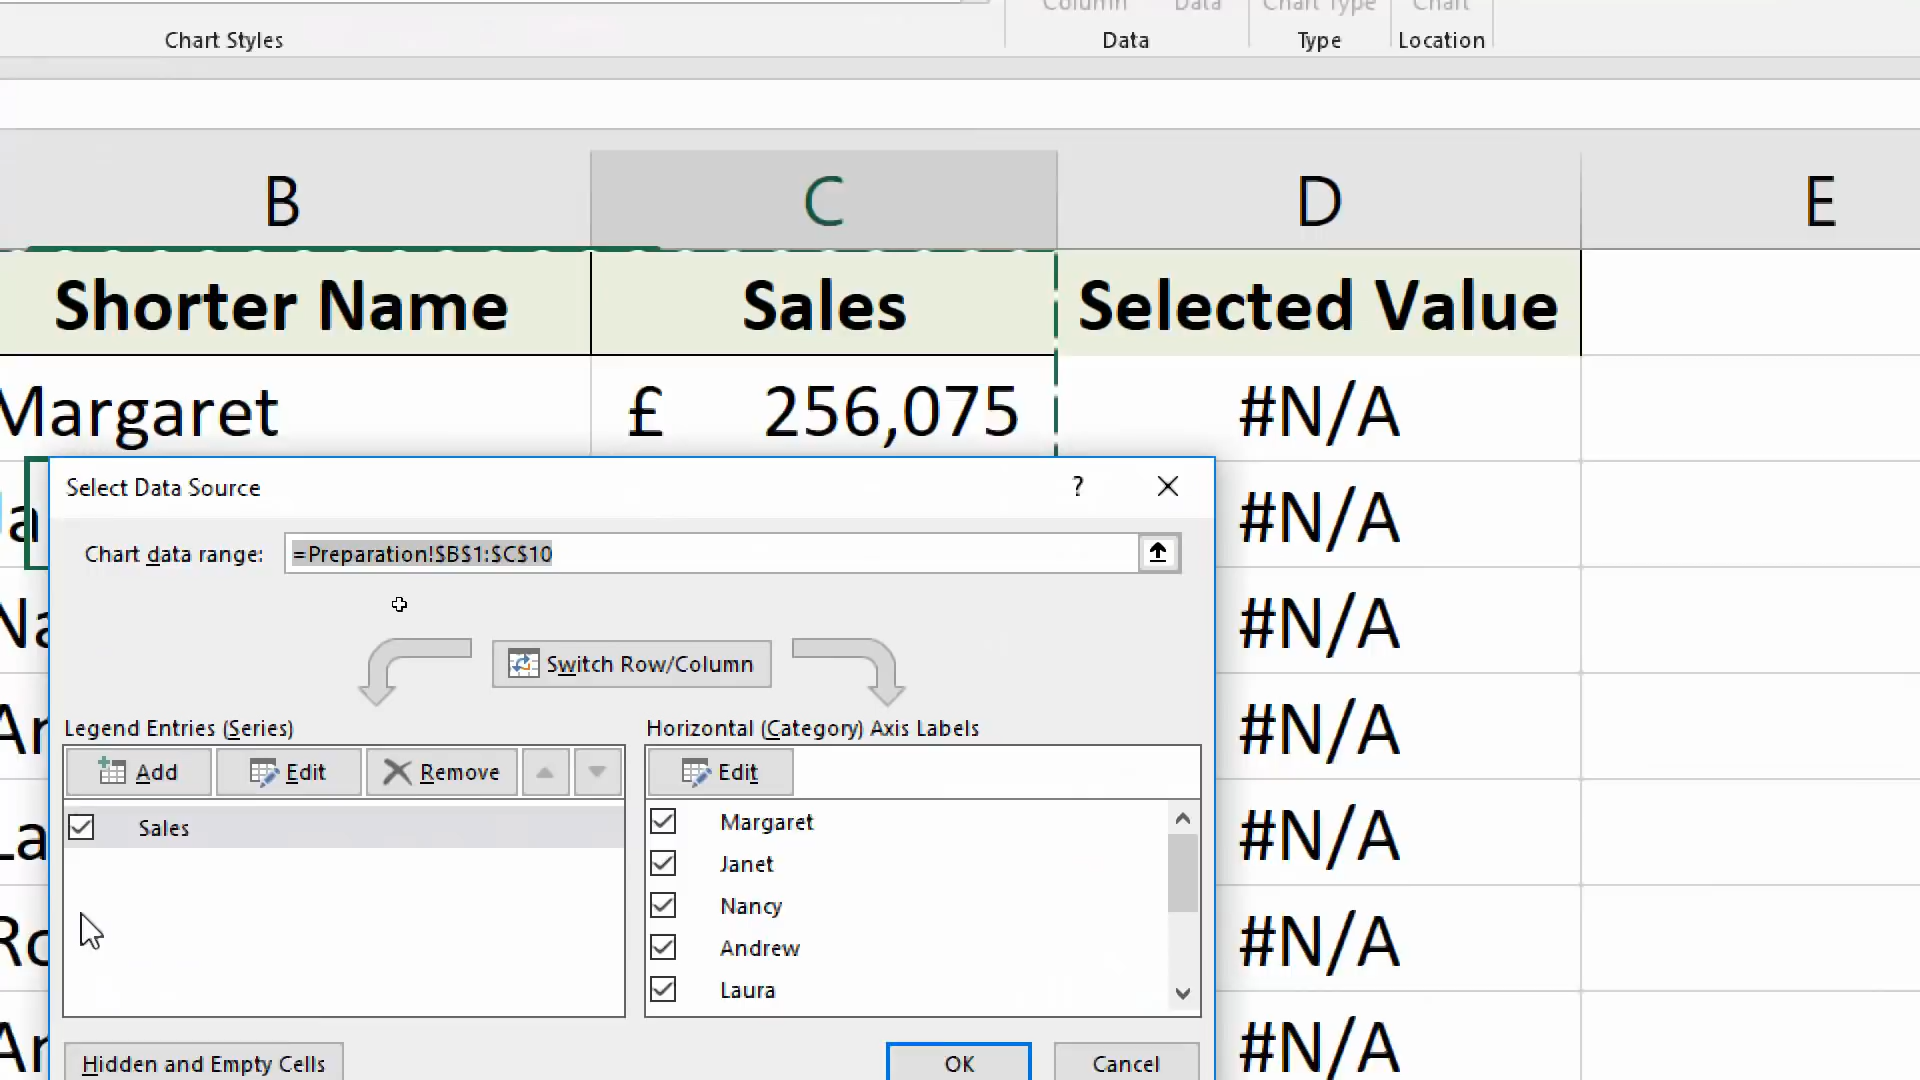 Column Data Chart Type Chart
Chart Styles Data Type Location
B C D E
Shorter Name Sales Selected Value
Margaret £ 256,075 #N/A
#N/A
#N/A
#N/A
#N/A
#N/A
#N/A
Select Data Source ?
Chart data range: =Preparation!$B$1:$C$10
Switch Row/Column
Legend Entries (Series) Horizontal (Category) Axis Labels
Add Edit Remove Edit
Sales
Margaret
Janet
Nancy
Andrew
Laura
Hidden and Empty Cells OK Cancel